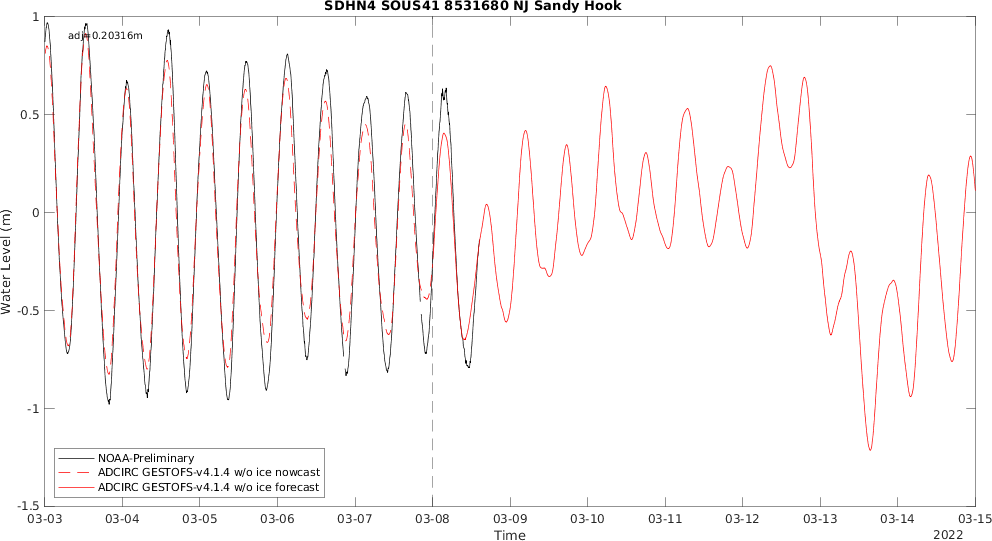 SDHN4 SOUS41 8531680 NJ Sandy Hook
adj=0.20316m
1
0.5
0
-0.5
-1
-1.5
Water Level (m)
NOAA-Preliminary
ADCIRC GESTOFS-v4.1.4 w/o ice nowcast
ADCIRC GESTOFS-v4.1.4 w/o ice forecast
03-03 03-04 03-05 03-06 03-07 03-08 03-09 03-10 03-11 03-12 03-13 03-14 03-15
Time
2022